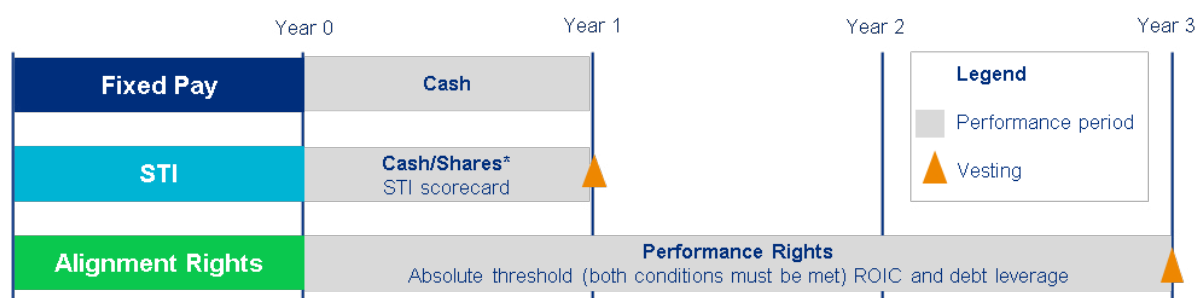 Year 0
Year 1
Year 2
Year 3
Fixed Pay
Cash
Legend
Performance period
Vesting
STI
Cash/Shares*
STI scorecard
Alignment Rights
Performance Rights
Absolute threshold (both conditions must be met) ROIC and debt leverage